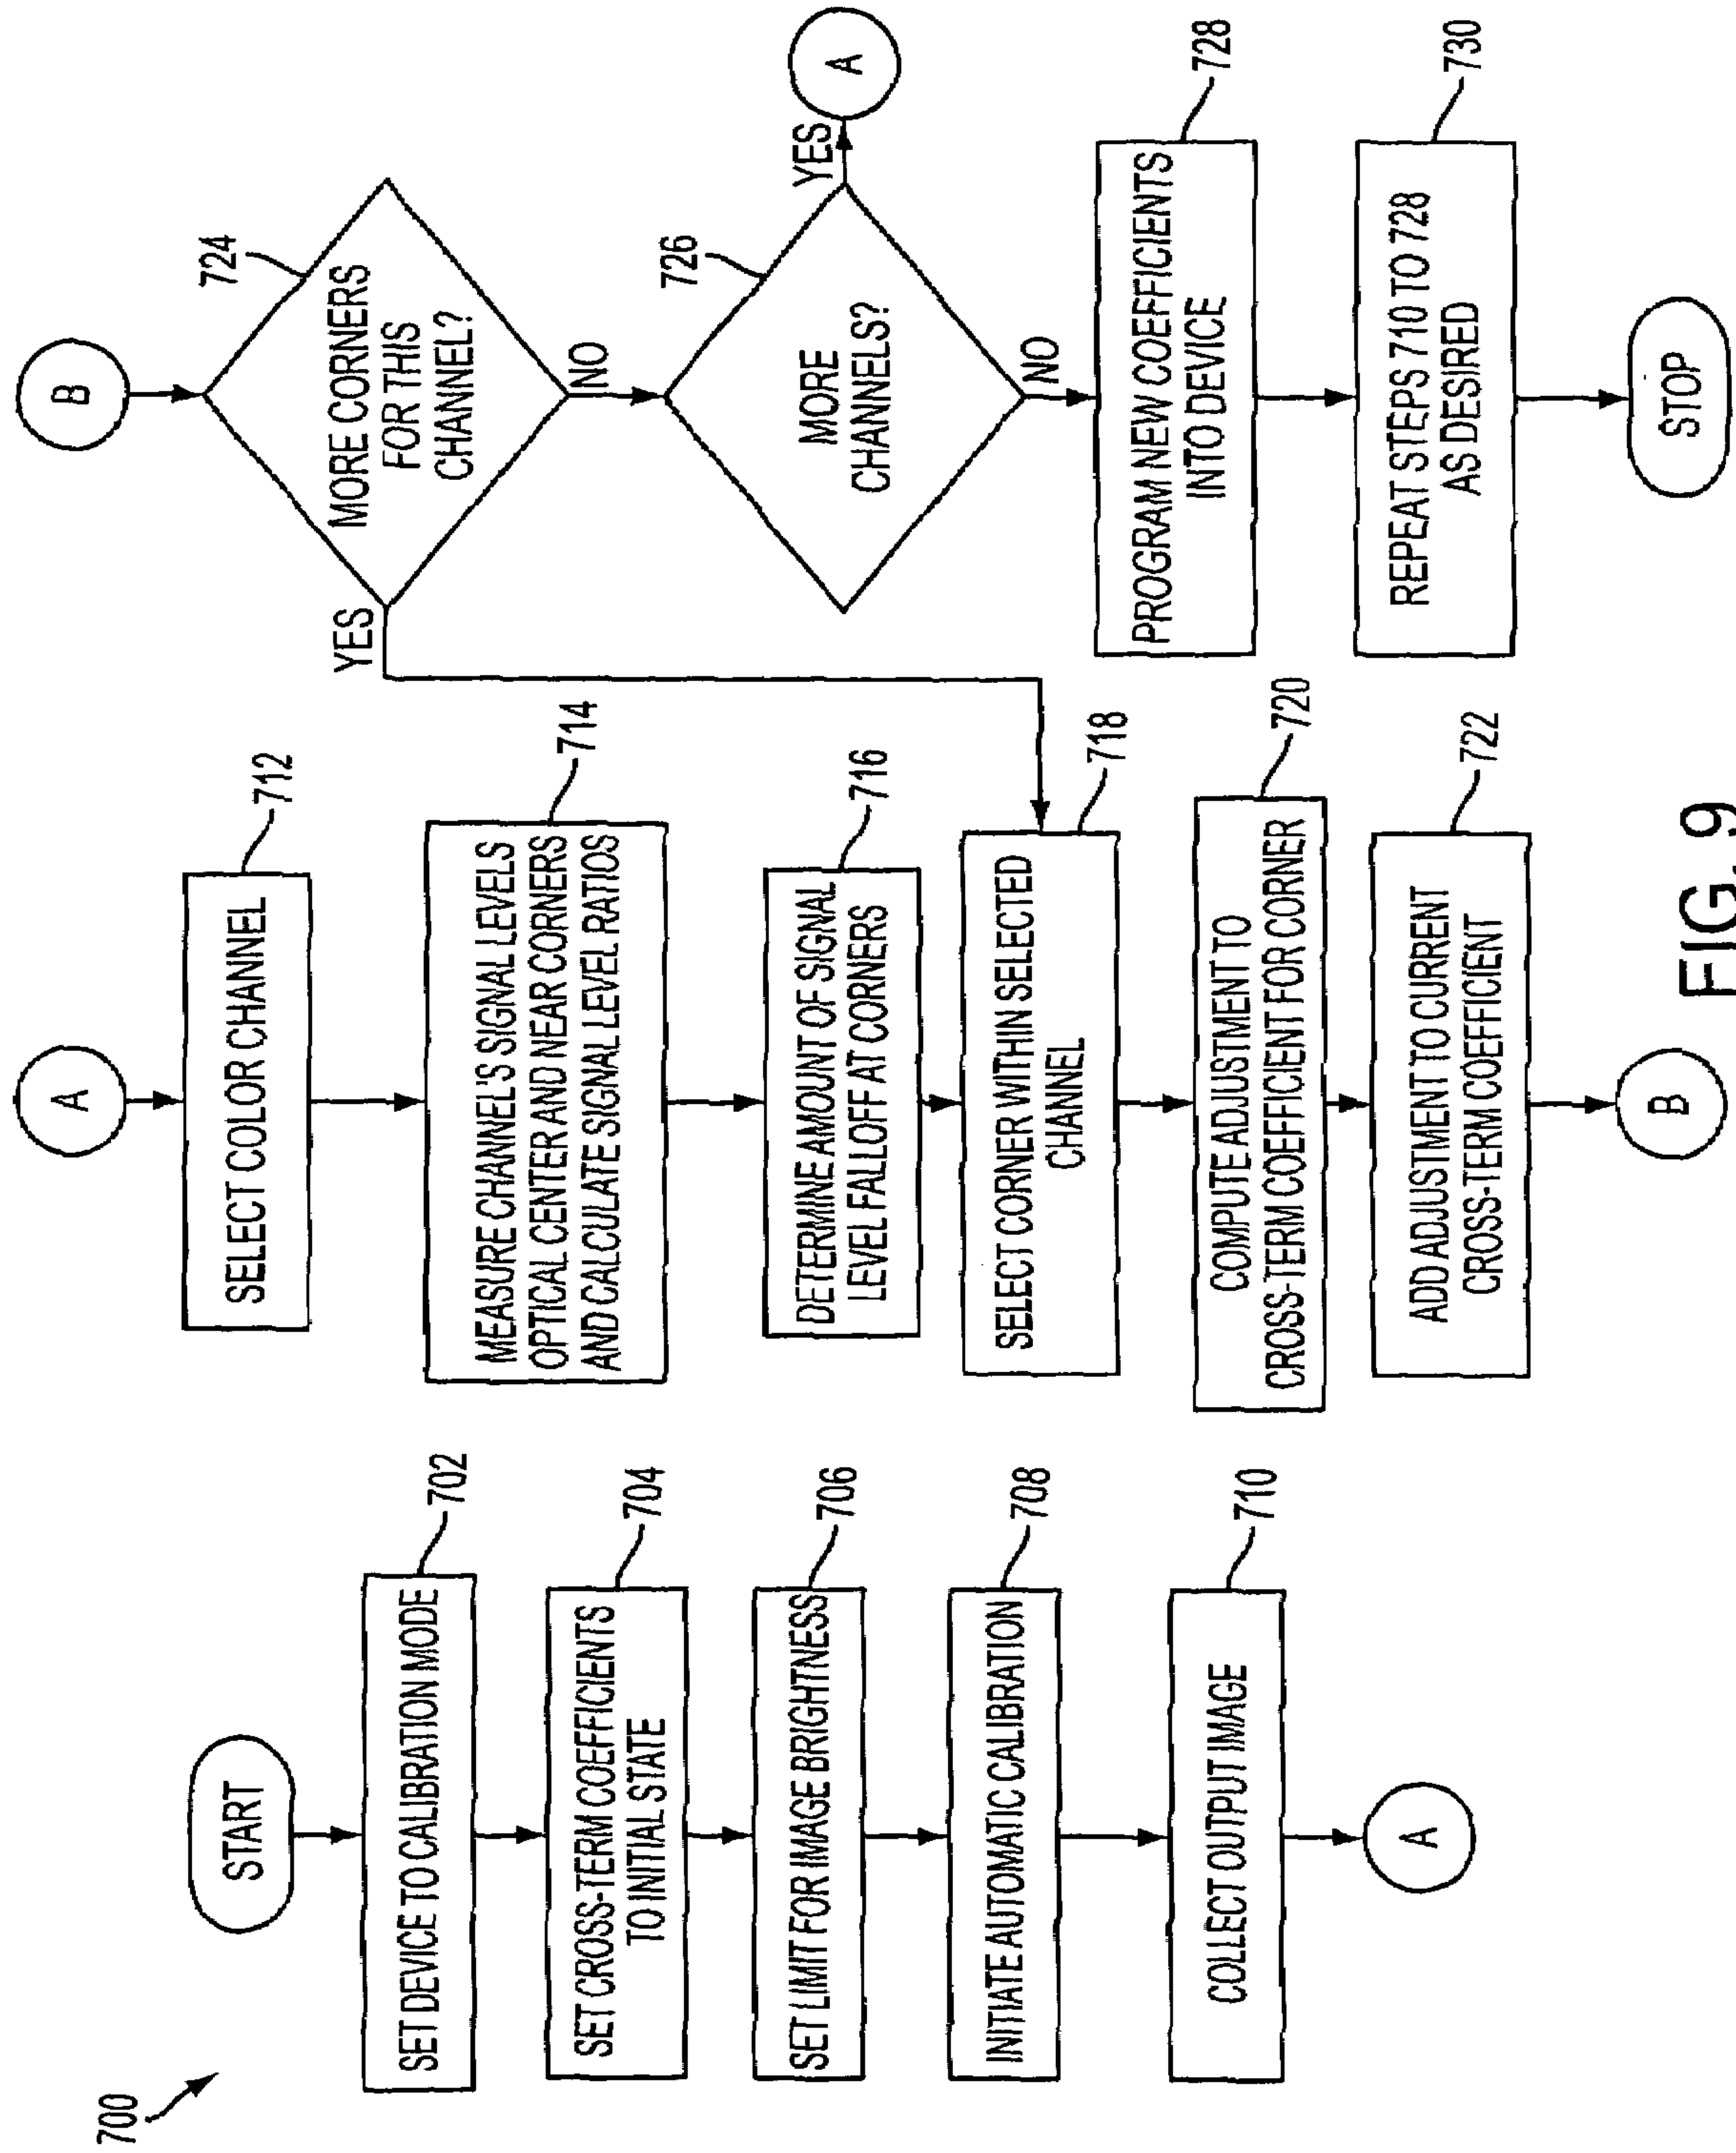 700
START
SET DEVICE TO CALIBRATION MODE
702
SET CROSS-TERM COEFFICIENTS
TO INITIAL STATE
704
SET LIMIT FOR IMAGE BRIGHTNESS
706
INITIATE AUTOMATIC CALIBRATION
708
COLLECT OUTPUT IMAGE
710
A
A
SELECT COLOR CHANNEL
712
MEASURE CHANNEL'S SIGNAL LEVELS
OPTICAL CENTER AND NEAR CORNERS
AND CALCULATE SIGNAL LEVEL RATIOS
714
DETERMINE AMOUNT OF SIGNAL
LEVEL FALLOFF AT CORNERS
716
SELECT CORNER WITHIN SELECTED
CHANNEL
718
COMPUTE ADJUSTMENT TO
CROSS-TERM COEFFICIENT FOR CORNER
720
ADD ADJUSTMENT TO CURRENT
CROSS-TERM COEFFICIENT
722
B
B
MORE CORNERS
FOR THIS
CHANNEL?
724
YES
NO
MORE
CHANNELS?
726
YES
A
NO
PROGRAM NEW COEFFICIENTS
INTO DEVICE
728
REPEAT STEPS 710 TO 728
AS DESIRED
730
STOP
FIG. 9